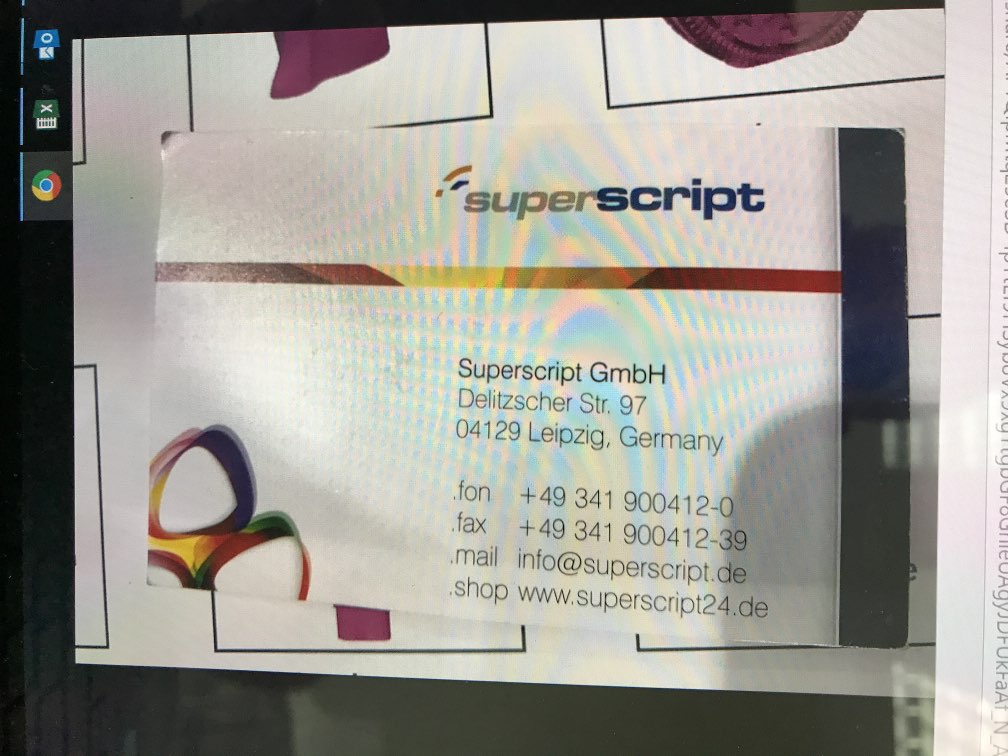 superscript
Superscript GmbH
Delitzscher Str. 97
04129 Leipzig, Germany
.fon +49 341 900412-0
.fax +49 341 900412-39
.mail info@superscript.de
.shop www.superscript24.de